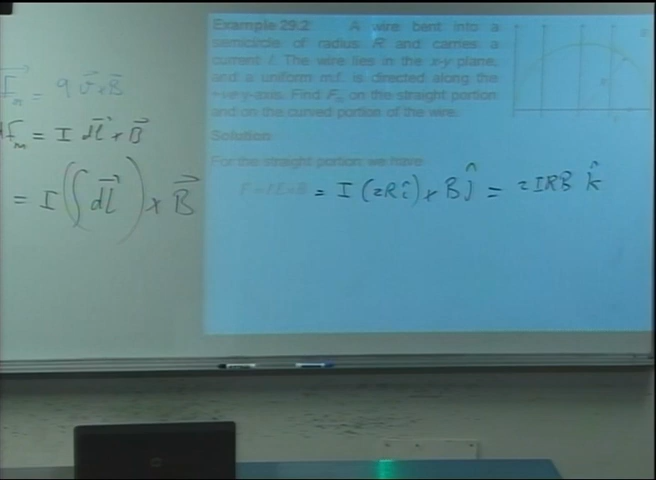 F⃗m = q v⃗ × B⃗
dFm = I dl⃗ × B⃗
= I (∫ dl⃗) × B⃗
Example 29.2 A wire bent into a
semicircle of radius R and carries a
current I. The wire lies in the x-y plane,
and a uniform m.f. is directed along the
+ve y-axis. Find Fm on the straight portion
and on the curved portion of the wire.
Solution
For the straight portion we have
= I (2R î) × B ĵ = 2IRB k̂